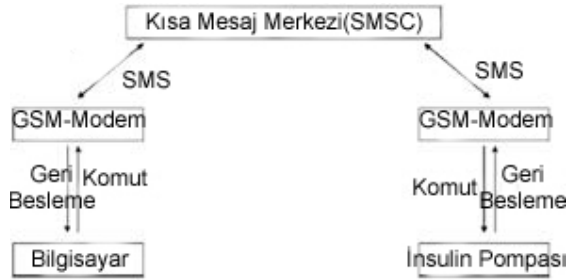 Kısa Mesaj Merkezi(SMSC)
SMS
SMS
GSM-Modem
GSM-Modem
Geri
Besleme
Komut
Komut
Geri
Besleme
Bilgisayar
İnsulin Pompası